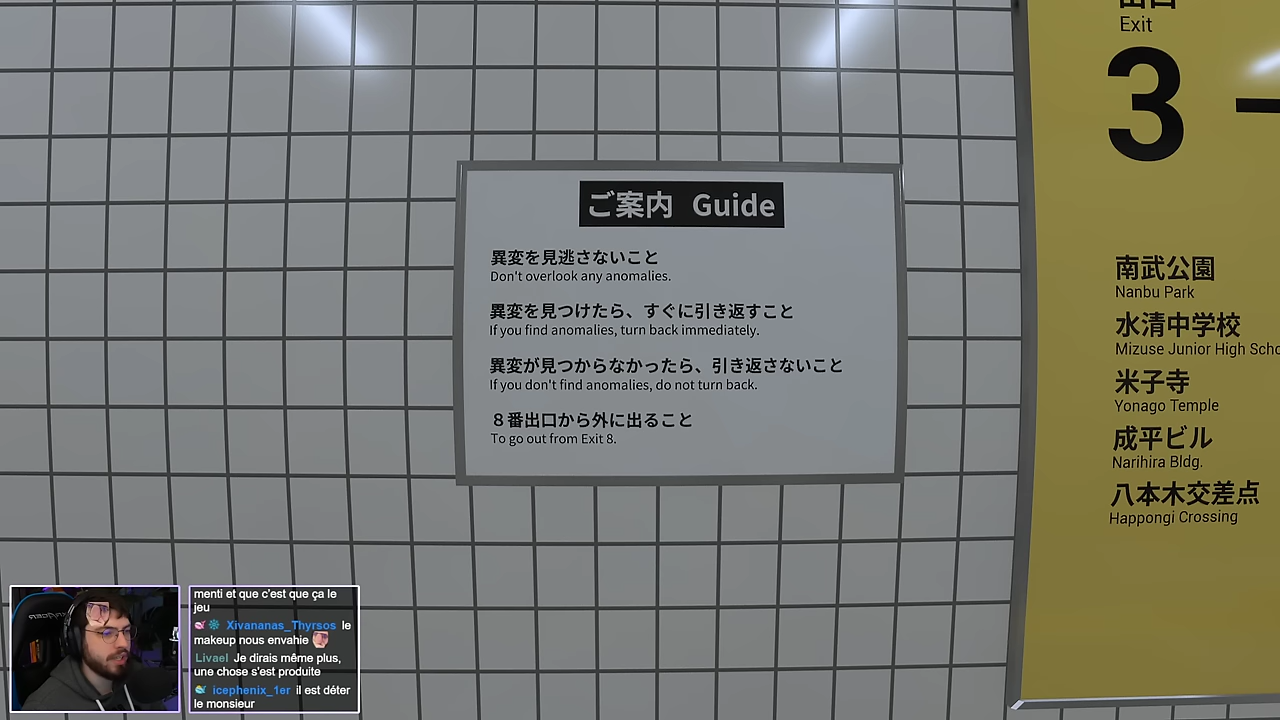 ご案内 Guide
異変を見逃さないこと
Don't overlook any anomalies.
異変を見つけたら、すぐに引き返すこと
If you find anomalies, turn back immediately.
異変が見つからなかったら、引き返さないこと
If you don't find anomalies, do not turn back.
８番出口から外に出ること
To go out from Exit 8.
出口
Exit
3
南武公園
Nanbu Park
水清中学校
Mizuse Junior High Scho
米子寺
Yonago Temple
成平ビル
Narihira Bldg.
八本木交差点
Happongi Crossing
menti et que c'est que ça le
jeu
Xivananas_Thyrsos le
makeup nous envahie
Livael Je dirais même plus,
une chose s'est produite
icephenix_1er il est déter
le monsieur